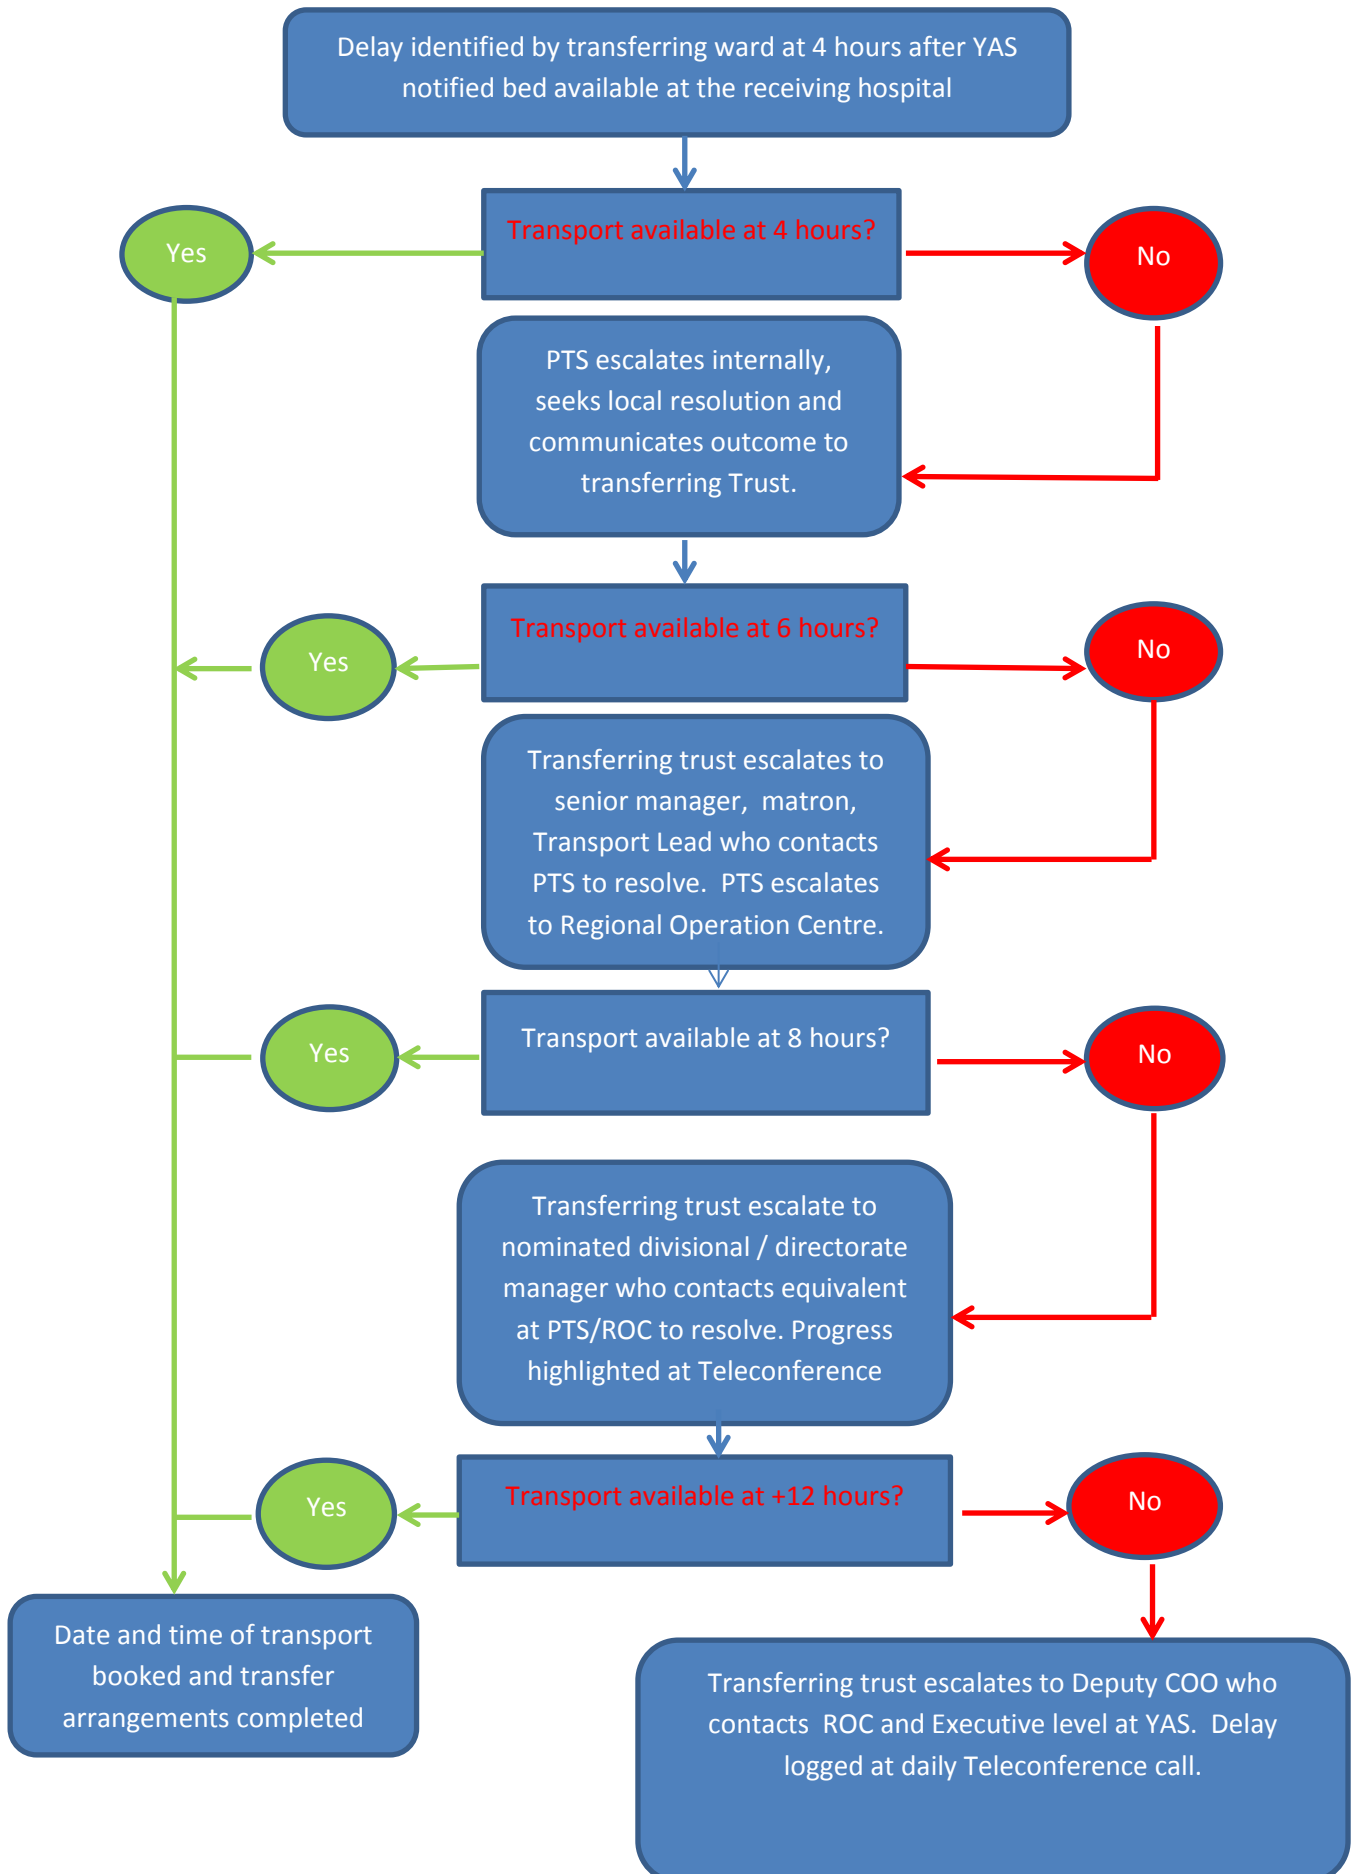 Delay identified by transferring ward at 4 hours after YAS
notified bed available at the receiving hospital
Transport available at 4 hours?
Yes
No
PTS escalates internally,
seeks local resolution and
communicates outcome to
transferring Trust.
Transport available at 6 hours?
Yes
No
Transferring trust escalates to
senior manager, matron,
Transport Lead who contacts
PTS to resolve. PTS escalates
to Regional Operation Centre.
Transport available at 8 hours?
Yes
No
Transferring trust escalate to
nominated divisional / directorate
manager who contacts equivalent
at PTS/ROC to resolve. Progress
highlighted at Teleconference
Transport available at +12 hours?
Yes
No
Date and time of transport
booked and transfer
arrangements completed
Transferring trust escalates to Deputy COO who
contacts ROC and Executive level at YAS. Delay
logged at daily Teleconference call.